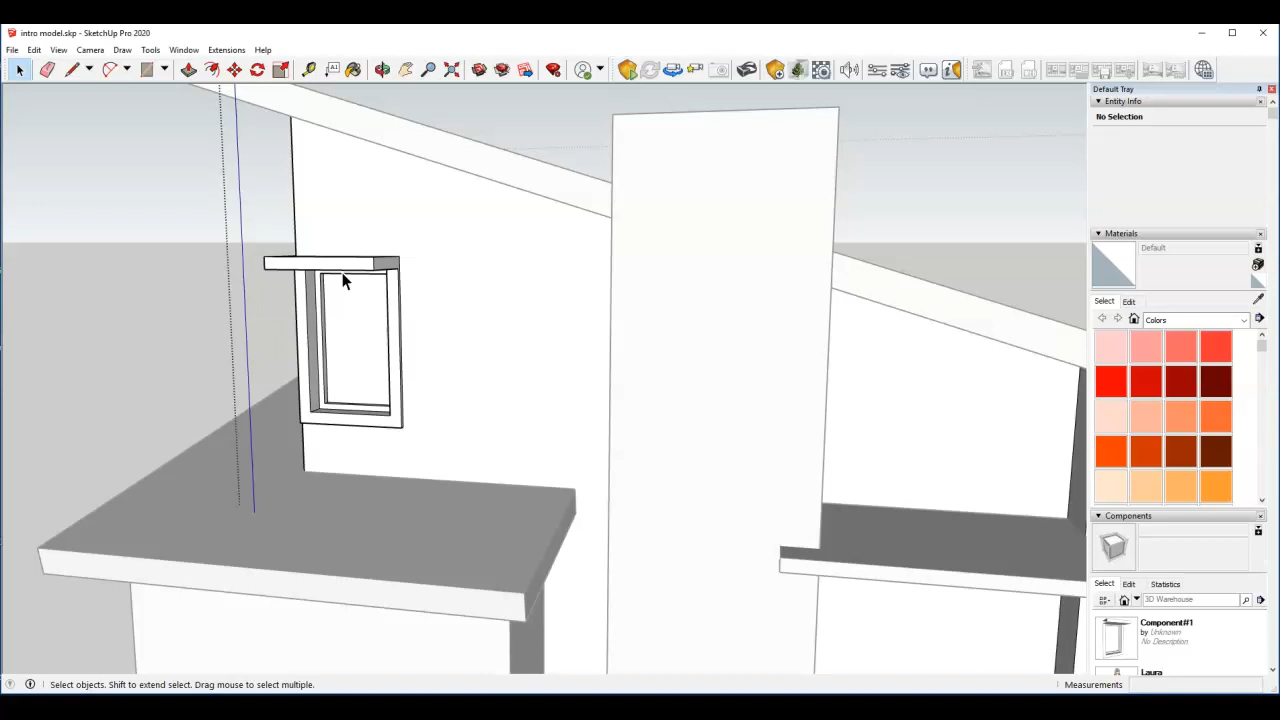 intro model.skp - SketchUp Pro 2020
File Edit View Camera Draw Tools Window Extensions Help
Default Tray
Entity Info
No Selection
Materials
Default
Select Edit
Colors
Components
Select Edit Statistics
3D Warehouse
Component#1
by Unknown
No Description
Laura
Select objects. Shift to extend select. Drag mouse to select multiple.
Measurements